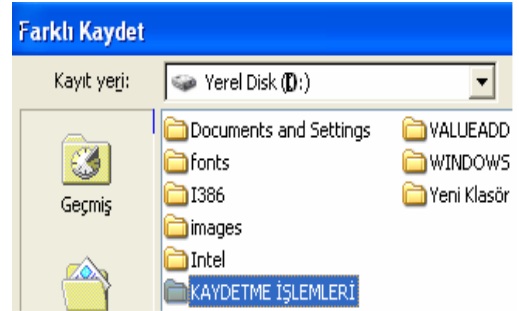 Farklı Kaydet
Kayıt yeri:
Yerel Disk (D:)
Geçmiş
Documents and Settings
fonts
I386
images
Intel
KAYDETME İŞLEMLERİ
VALUEADD
WINDOWS
Yeni Klasör